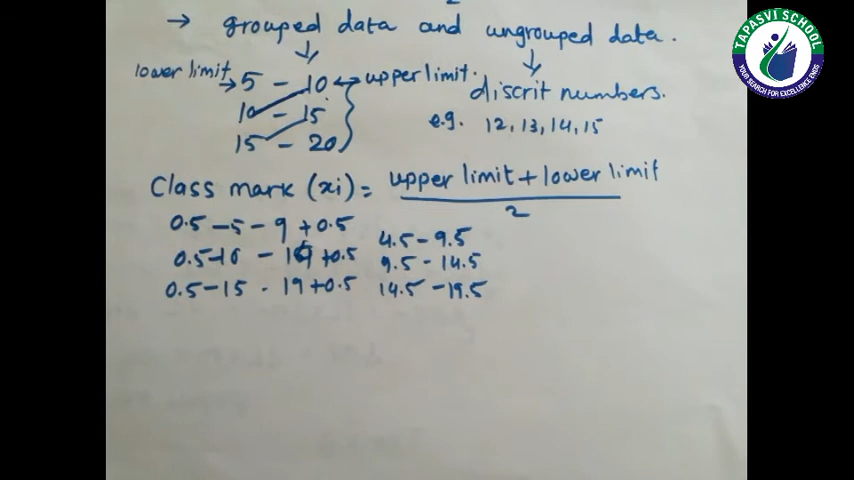 → grouped data and ungrouped data.
lower limit → 5 - 10 ↔ upper limit. discrit numbers.
10 - 15 e.g. 12, 13, 14, 15
15 - 20
Class mark (xi) = upper limit + lower limit
2
0.5 - 5 - 9 + 0.5 4.5 - 9.5
0.5-10 - 14 + 0.5 9.5 - 14.5
0.5 - 15 - 19 + 0.5 14.5 - 19.5
TAPASVI SCHOOL
YOUR SEARCH FOR EXCELLENCE ENDS